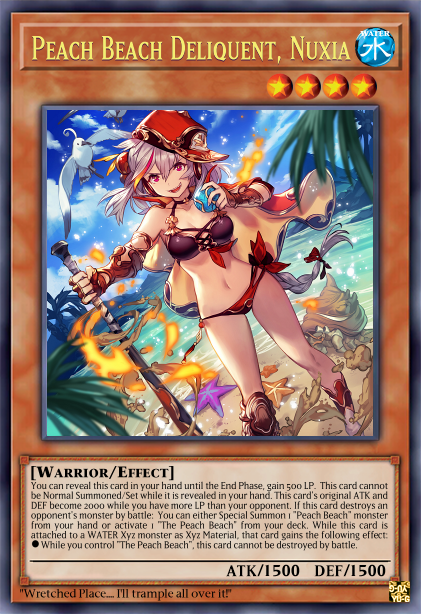 Peach Beach Deliquent, Nuxia
WATER
水
[Warrior/Effect]
You can reveal this card in your hand until the End Phase, gain 500 LP. This card cannot
be Normal Summoned/Set while it is revealed in your hand. This card's original ATK and
DEF become 2000 while you have more LP than your opponent. If this card destroys an
opponent's monster by battle: You can either Special Summon 1 "Peach Beach" monster
from your hand or activate 1 "The Peach Beach" from your deck. While this card is
attached to a WATER Xyz monster as Xyz Material, that card gains the following effect:
● While you control "The Peach Beach", this card cannot be destroyed by battle.
ATK/1500 DEF/1500
"Wretched Place.... I'll trample all over it!"